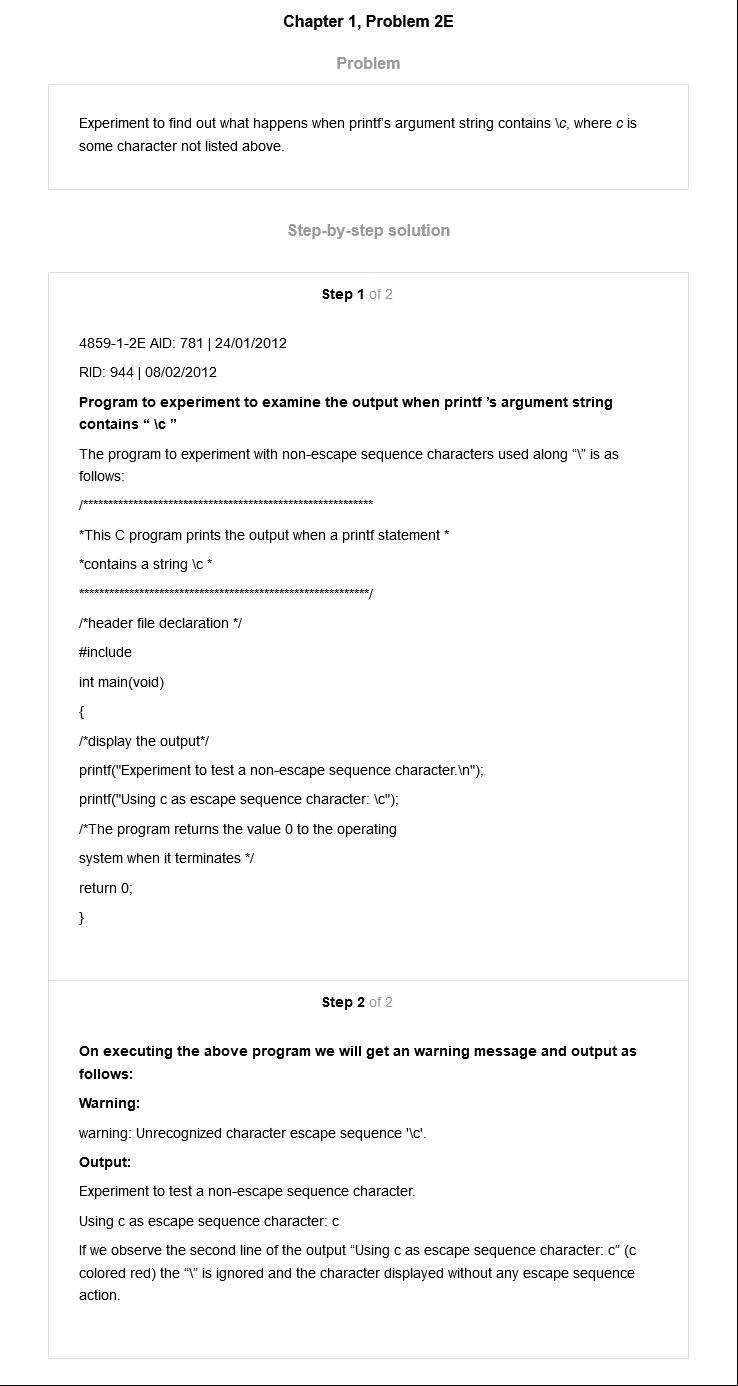 Chapter 1, Problem 2E
Problem
Experiment to find out what happens when printf's argument string contains \c, where c is
some character not listed above.
Step-by-step solution
Step 1 of 2
4859-1-2E AID: 781 | 24/01/2012
RID: 944 | 08/02/2012
Program to experiment to examine the output when printf ’s argument string
contains “ \c ”
The program to experiment with non-escape sequence characters used along “\” is as
follows:
/**********************************************************
*This C program prints the output when a printf statement *
*contains a string \c *
**********************************************************/
/*header file declaration */
#include
int main(void)
{
/*display the output*/
printf("Experiment to test a non-escape sequence character.\n");
printf("Using c as escape sequence character: \c");
/*The program returns the value 0 to the operating
system when it terminates */
return 0;
}
Step 2 of 2
On executing the above program we will get an warning message and output as
follows:
Warning:
warning: Unrecognized character escape sequence '\c'.
Output:
Experiment to test a non-escape sequence character.
Using c as escape sequence character: c
If we observe the second line of the output “Using c as escape sequence character: c” (c
colored red) the “\” is ignored and the character displayed without any escape sequence
action.